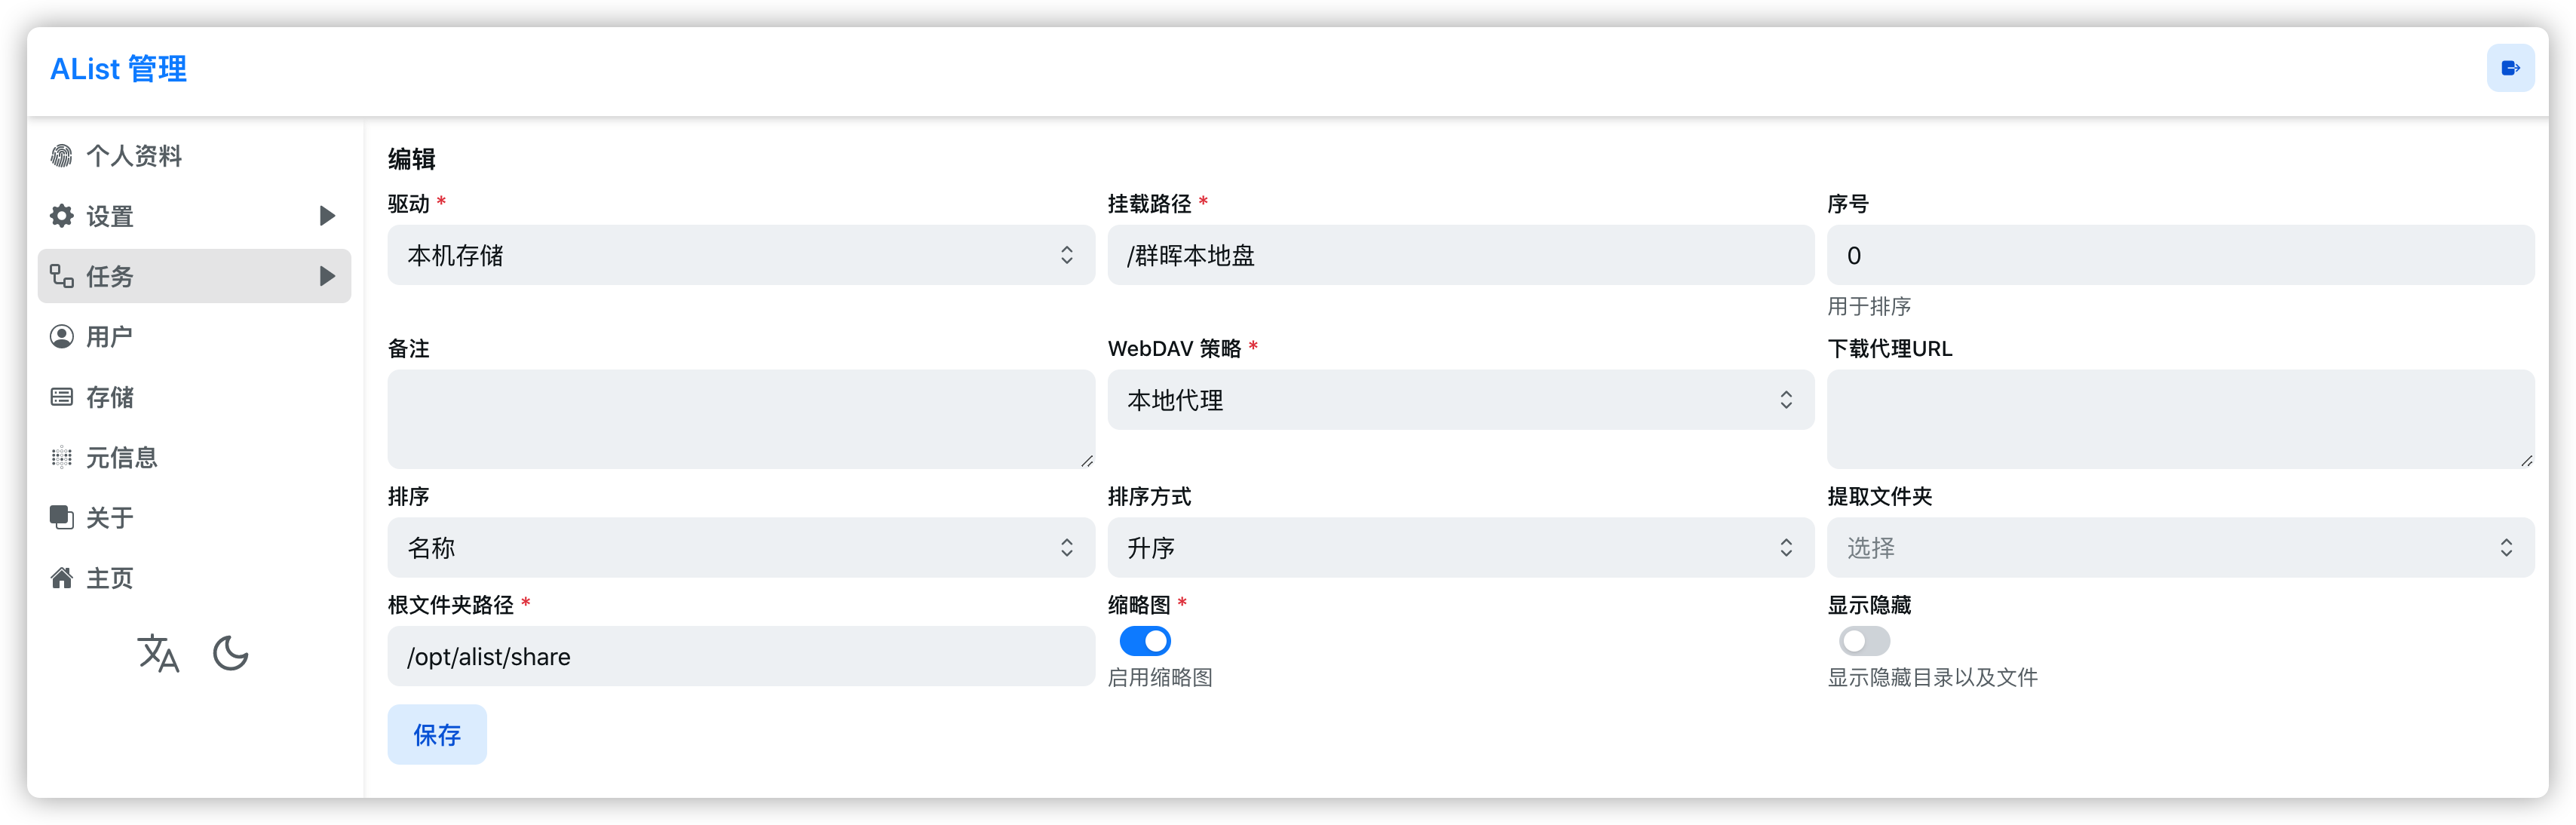 AList 管理
个人资料
设置
任务
用户
存储
元信息
关于
主页
编辑
驱动 *
本机存储
挂载路径 *
/群晖本地盘
序号
0
用于排序
备注
WebDAV 策略 *
本地代理
下载代理URL
排序
名称
排序方式
升序
提取文件夹
选择
根文件夹路径 *
/opt/alist/share
缩略图 *
启用缩略图
显示隐藏
显示隐藏目录以及文件
保存